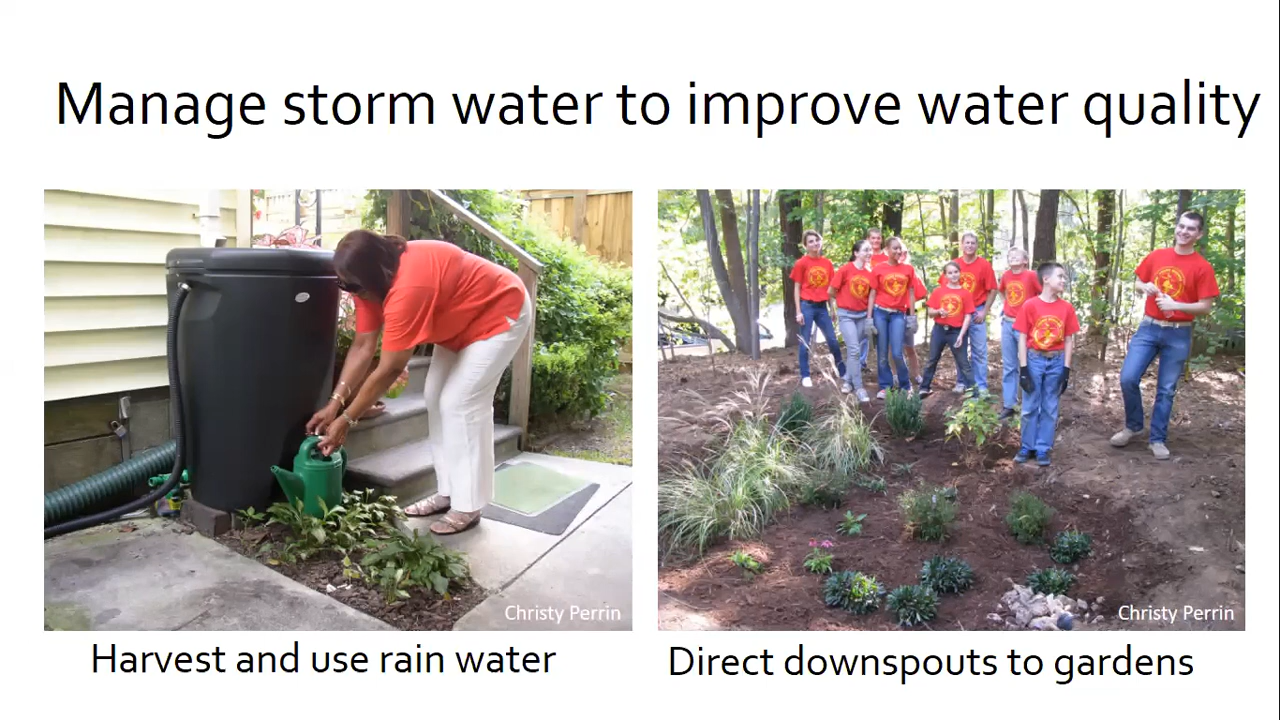 Manage storm water to improve water quality
Christy Perrin
Christy Perrin
Harvest and use rain water
Direct downspouts to gardens